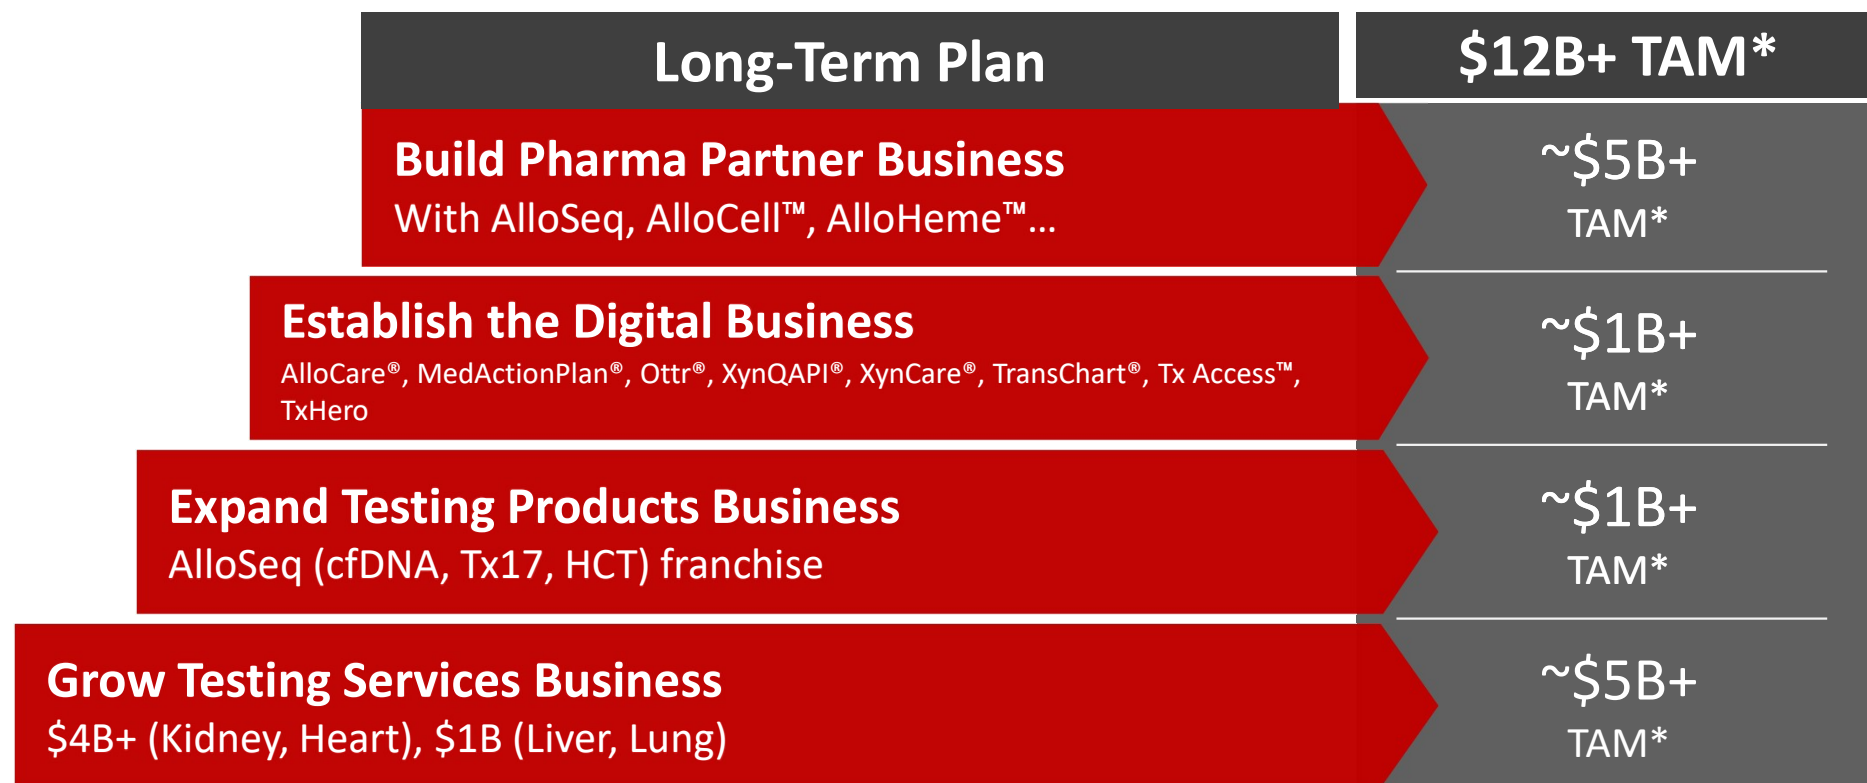 Long-Term Plan
$12B+ TAM*
Build Pharma Partner Business
With AlloSeq, AlloCell™, AlloHeme™...
~$5B+
TAM*
Establish the Digital Business
AlloCare®, MedActionPlan®, Ottr®, XynQAPI®, XynCare®, TransChart®, Tx Access™,
TxHero
~$1B+
TAM*
Expand Testing Products Business
AlloSeq (cfDNA, Tx17, HCT) franchise
~$1B+
TAM*
Grow Testing Services Business
$4B+ (Kidney, Heart), $1B (Liver, Lung)
~$5B+
TAM*